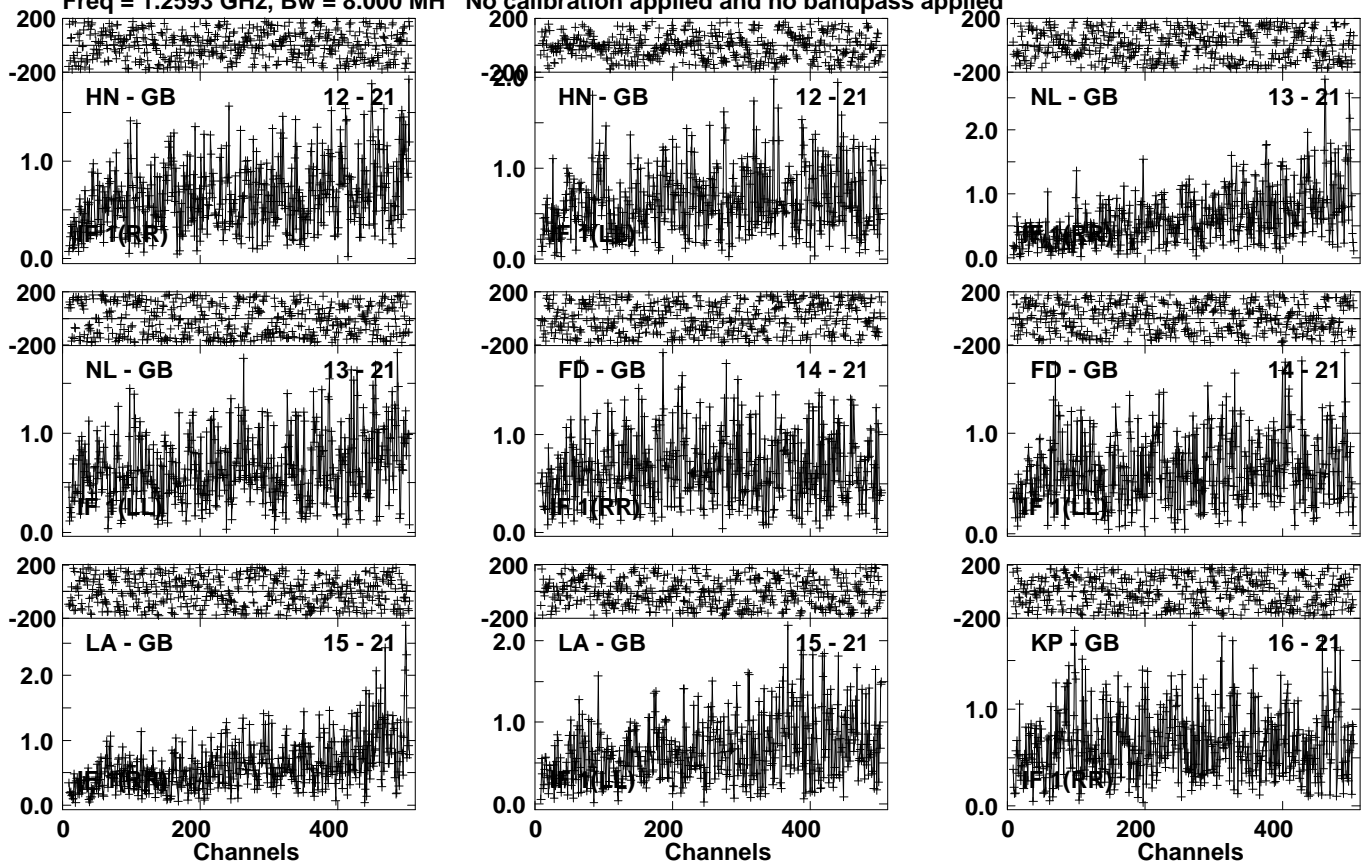 Freq = 1.2593 GHz, Bw = 8.000 MH No calibration applied and no bandpass applied
200
-200
HN - GB 12 - 21
1.0
IF 1(RR)
0.0
200
-200
2.0
HN - GB 12 - 21
1.0
IF 1(LL)
0.0
200
-200
NL - GB 13 - 21
2.0
1.0
IF 1(RR)
0.0
200
-200
NL - GB 13 - 21
1.0
IF 1(LL)
0.0
200
-200
FD - GB 14 - 21
1.0
IF 1(RR)
0.0
200
-200
FD - GB 14 - 21
1.0
IF 1(LL)
0.0
200
-200
LA - GB 15 - 21
2.0
1.0
IF 1(RR)
0.0
0 200 400
Channels
200
-200
LA - GB 15 - 21
2.0
1.0
IF 1(LL)
0.0
0 200 400
Channels
200
-200
KP - GB 16 - 21
1.0
IF 1(RR)
0.0
0 200 400
Channels